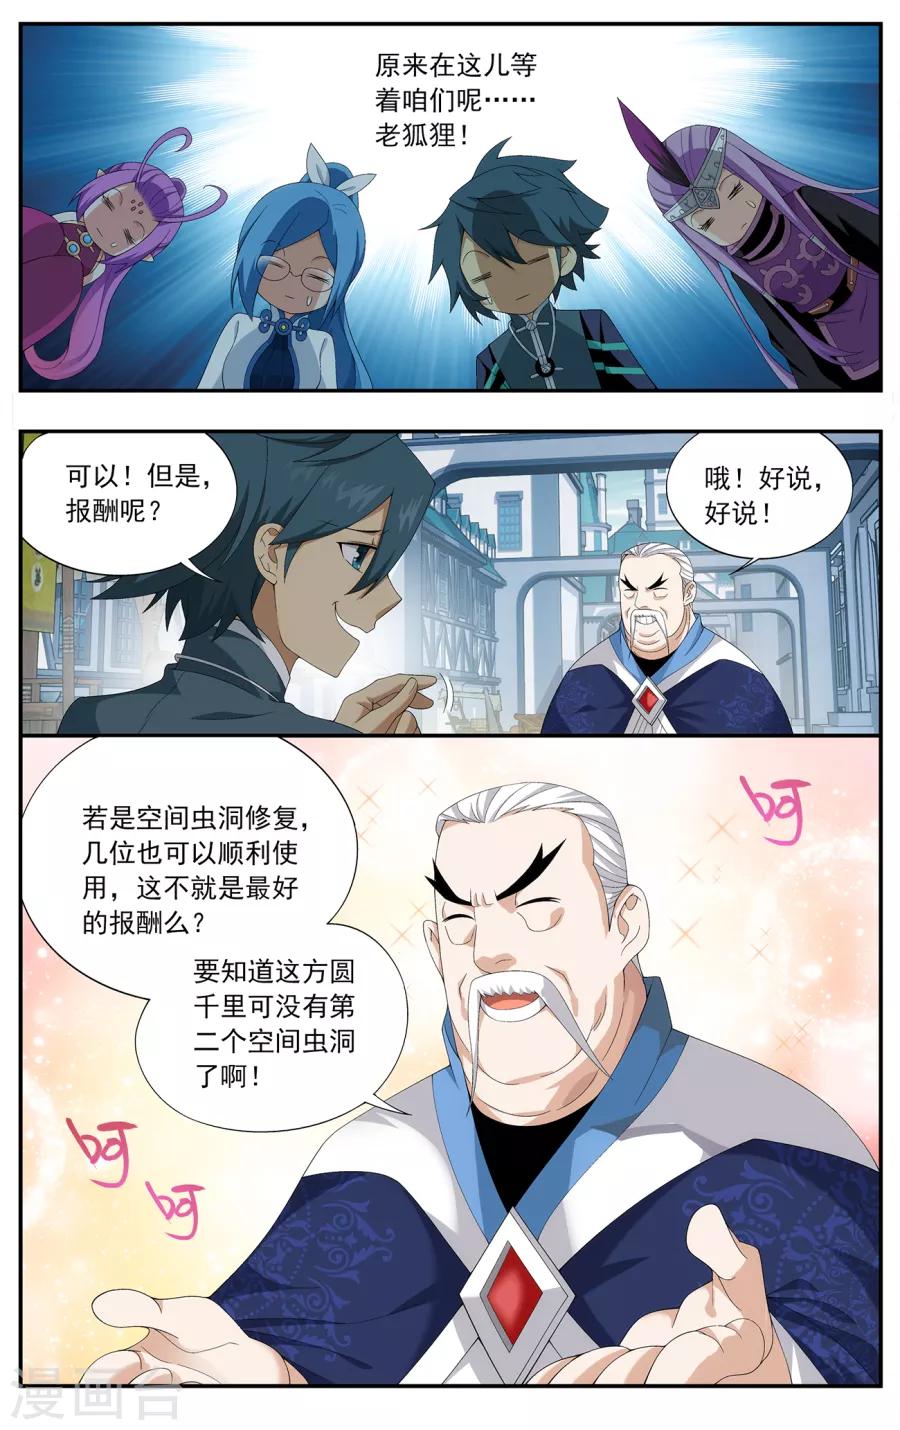 原来在这儿等
着咱们呢……
老狐狸！
可以！但是，
报酬呢？
哦！好说，
好说！
若是空间虫洞修复，
几位也可以顺利使
用，这不就是最好
的报酬么？
要知道这方圆
千里可没有第
二个空间虫洞
了啊！
呵
呵
呵
漫画台